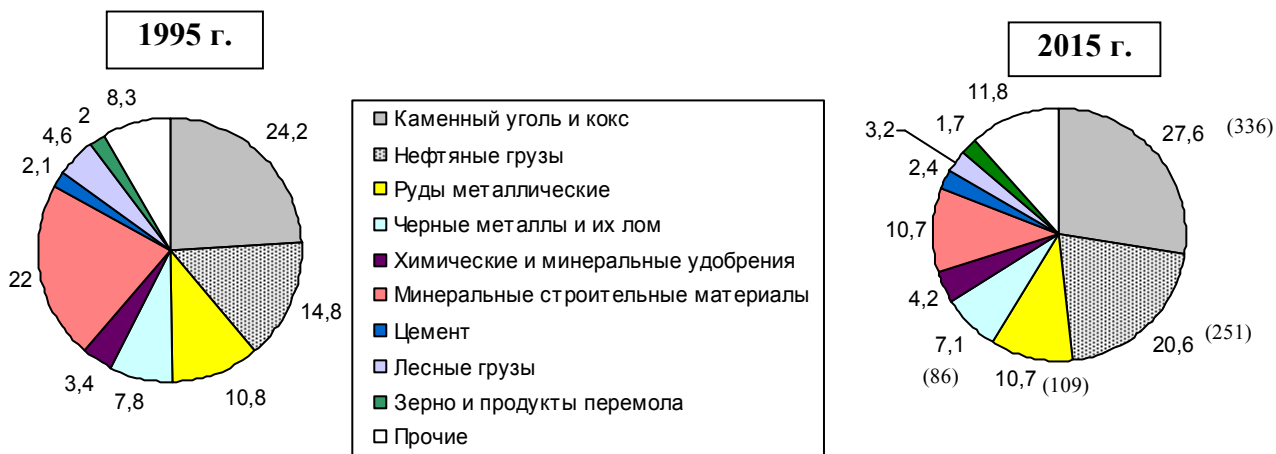 1995 г.
8,3
2
4,6
2,1
22
3,4
7,8
10,8
14,8
24,2
Каменный уголь и кокс
Нефтяные грузы
Руды металлические
Черные металлы и их лом
Химические и минеральные удобрения
Минеральные строительные материалы
Цемент
Лесные грузы
Зерно и продукты перемола
Прочие
2015 г.
11,8
1,7
3,2
2,4
10,7
4,2
7,1
(86)
10,7 (109)
20,6 (251)
27,6 (336)